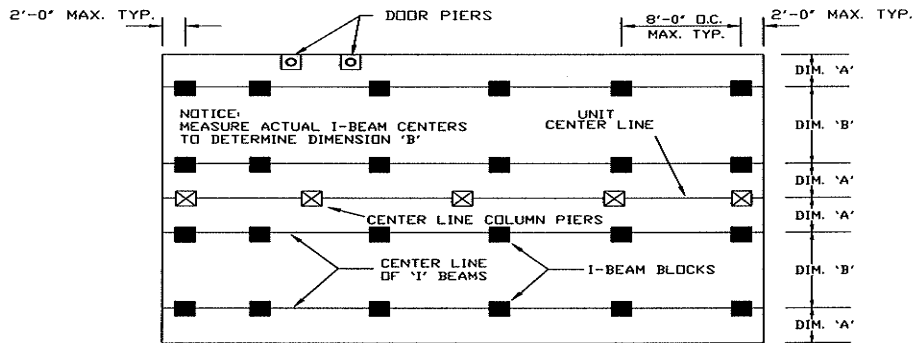 2'-0" MAX. TYP.
DOOR PIERS
8'-0" O.C.
MAX. TYP.
2'-0" MAX. TYP.
DIM. 'A'
NOTICE:
MEASURE ACTUAL I-BEAM CENTERS
TO DETERMINE DIMENSION 'B'
UNIT
CENTER LINE
DIM. 'B'
DIM. 'A'
CENTER LINE COLUMN PIERS
DIM. 'A'
CENTER LINE
OF 'I' BEAMS
I-BEAM BLOCKS
DIM. 'B'
DIM. 'A'